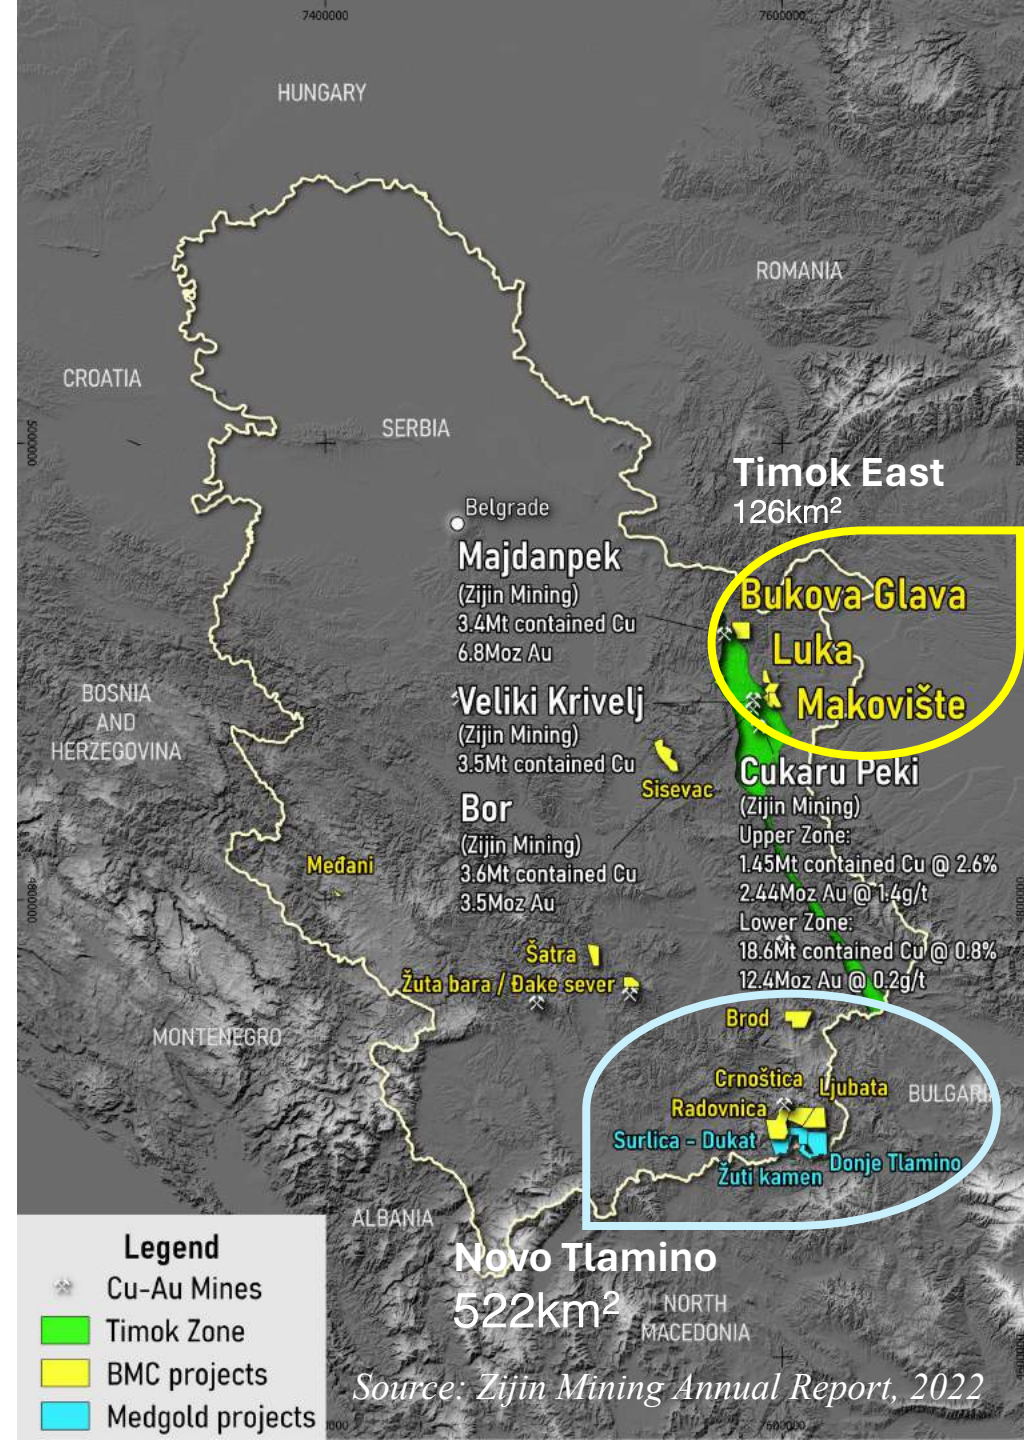 7400000
7600000
HUNGARY
ROMANIA
CROATIA
SERBIA
5000000
Timok East
126km²
Belgrade
Majdanpek
(Zijin Mining)
3.4Mt contained Cu
6.8Moz Au
Bukova Glava
Luka
Makovište
BOSNIA
AND
HERZEGOVINA
Veliki Krivelj
(Zijin Mining)
3.5Mt contained Cu
Sisevac
Bor
(Zijin Mining)
3.6Mt contained Cu
3.5Moz Au
Cukaru Peki
(Zijin Mining)
Upper Zone:
1.45Mt contained Cu @ 2.6%
2.44Moz Au @ 1.4g/t
Lower Zone:
18.6Mt contained Cu @ 0.8%
12.4Moz Au @ 0.2g/t
Međani
4800000
Šatra
Žuta bara / Đake sever
MONTENEGRO
Brod
Crnoštica
Ljubata
BULGARI
Radovnica
Surlica - Dukat
Donje Tlamino
Žuti kamen
ALBANIA
Novo Tlamino
522km²
NORTH
MACEDONIA
Legend
Cu-Au Mines
Timok Zone
BMC projects
Medgold projects
Source: Zijin Mining Annual Report, 2022
7600000